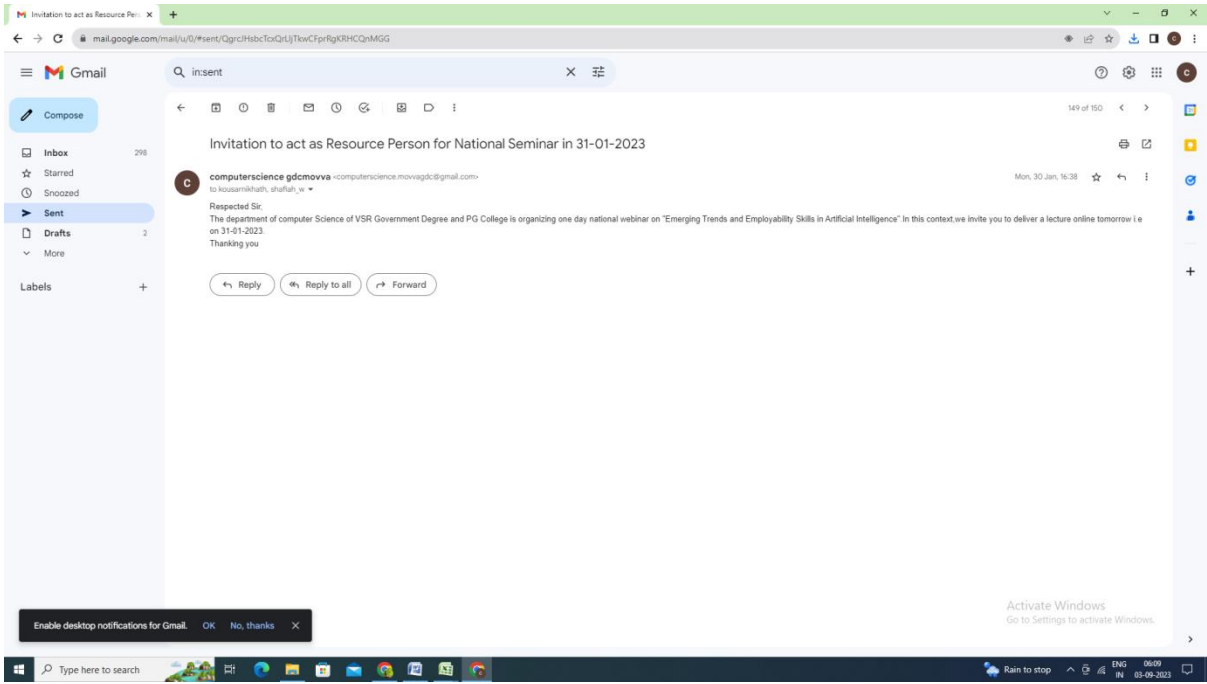 Invitation to act as Resource Per
mail.google.com/mail/u/0/#sent/QgrcJHsbcTcxQrLljTkwCFprRgKRHCQnMGG
Gmail
in:sent
Compose
149 of 150
Invitation to act as Resource Person for National Seminar in 31-01-2023
Inbox 298
Starred
Snoozed
Sent
Drafts 2
More
Labels
computerscience gdcmovva <computerscience.movvagdc@gmail.com>
Mon, 30 Jan, 16:38
to kousarnikhath, shafiah_w
Respected Sir,
The department of computer Science of VSR Government Degree and PG College is organizing one day national webinar on "Emerging Trends and Employability Skills in Artificial Intelligence".In this context,we invite you to deliver a lecture online tomorrow i.e
on 31-01-2023.
Thanking you
Reply Reply to all Forward
Activate Windows
Go to Settings to activate Windows.
Enable desktop notifications for Gmail. OK No, thanks
Type here to search
Rain to stop
ENG
IN
06:09
03-09-2023